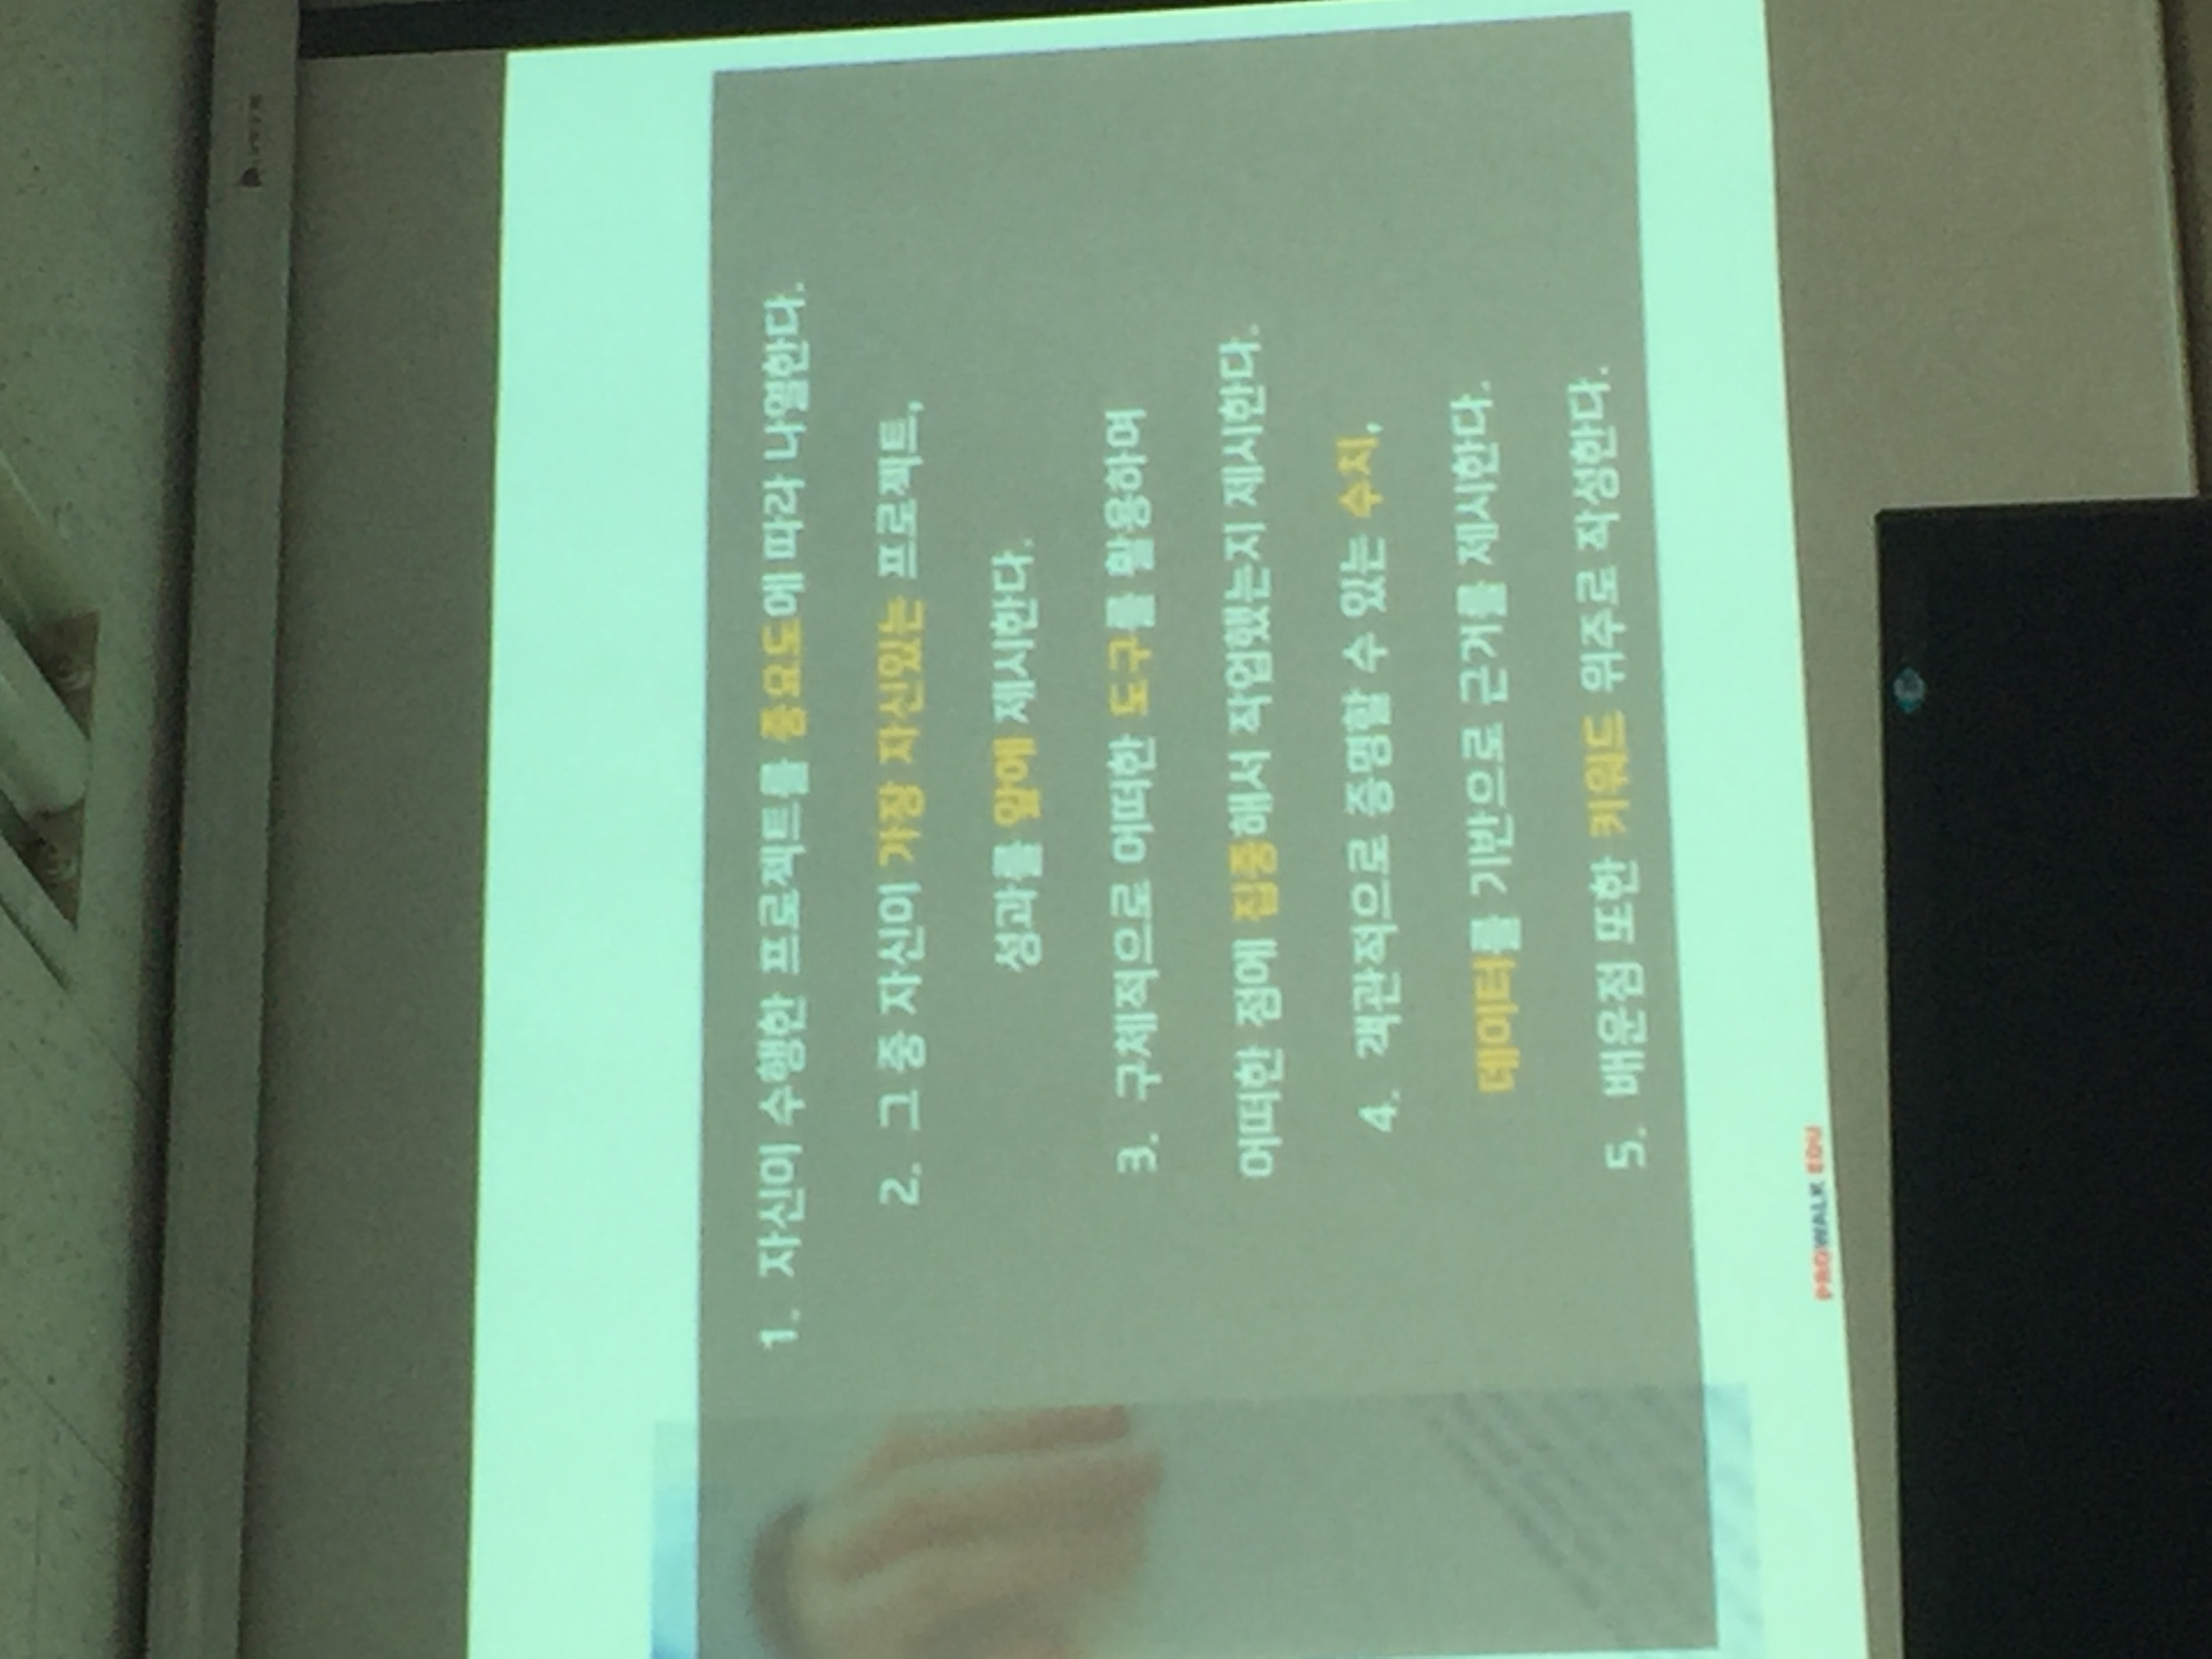 1. 자신이 수행한 프로젝트를 중요도에 따라 나열한다.
2. 그 중 자신이 가장 자신있는 프로젝트,
성과를 앞에 제시한다.
3. 구체적으로 어떠한 도구를 활용하여
어떠한 점에 집중해서 작업했는지 제시한다.
4. 객관적으로 증명할 수 있는 수치,
데이터를 기반으로 근거를 제시한다.
5. 배운점 또한 키워드 위주로 작성한다.
PROWALK EDU